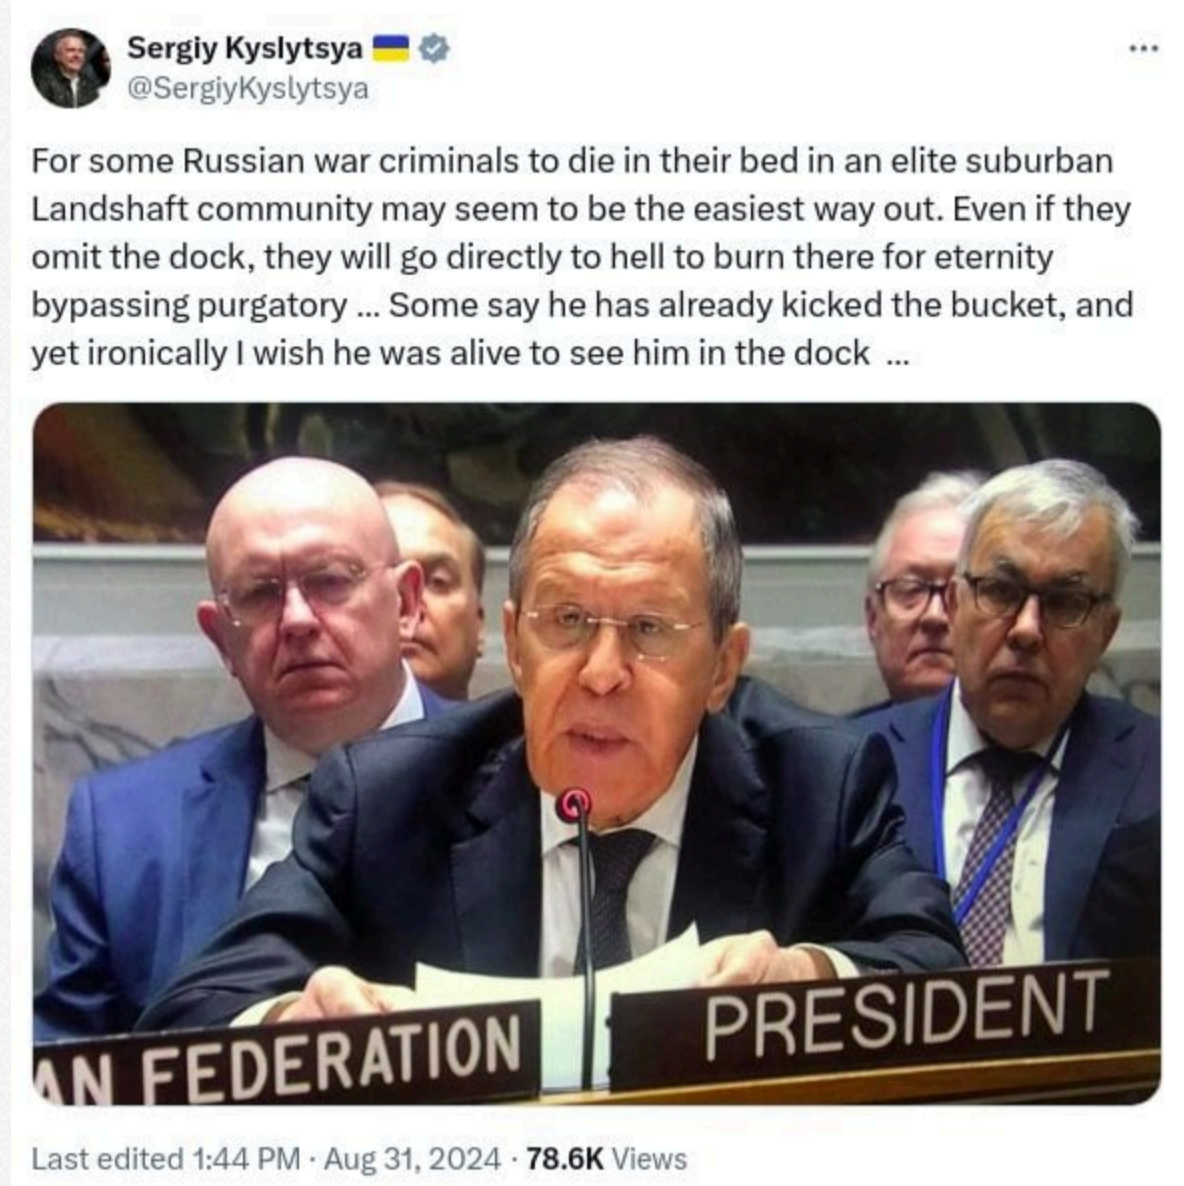 Sergiy Kyslytsya 🇺🇦
@SergiyKyslytsya
For some Russian war criminals to die in their bed in an elite suburban
Landshaft community may seem to be the easiest way out. Even if they
omit the dock, they will go directly to hell to burn there for eternity
bypassing purgatory ... Some say he has already kicked the bucket, and
yet ironically I wish he was alive to see him in the dock ...
AN FEDERATION
PRESIDENT
Last edited 1:44 PM · Aug 31, 2024 · 78.6K Views